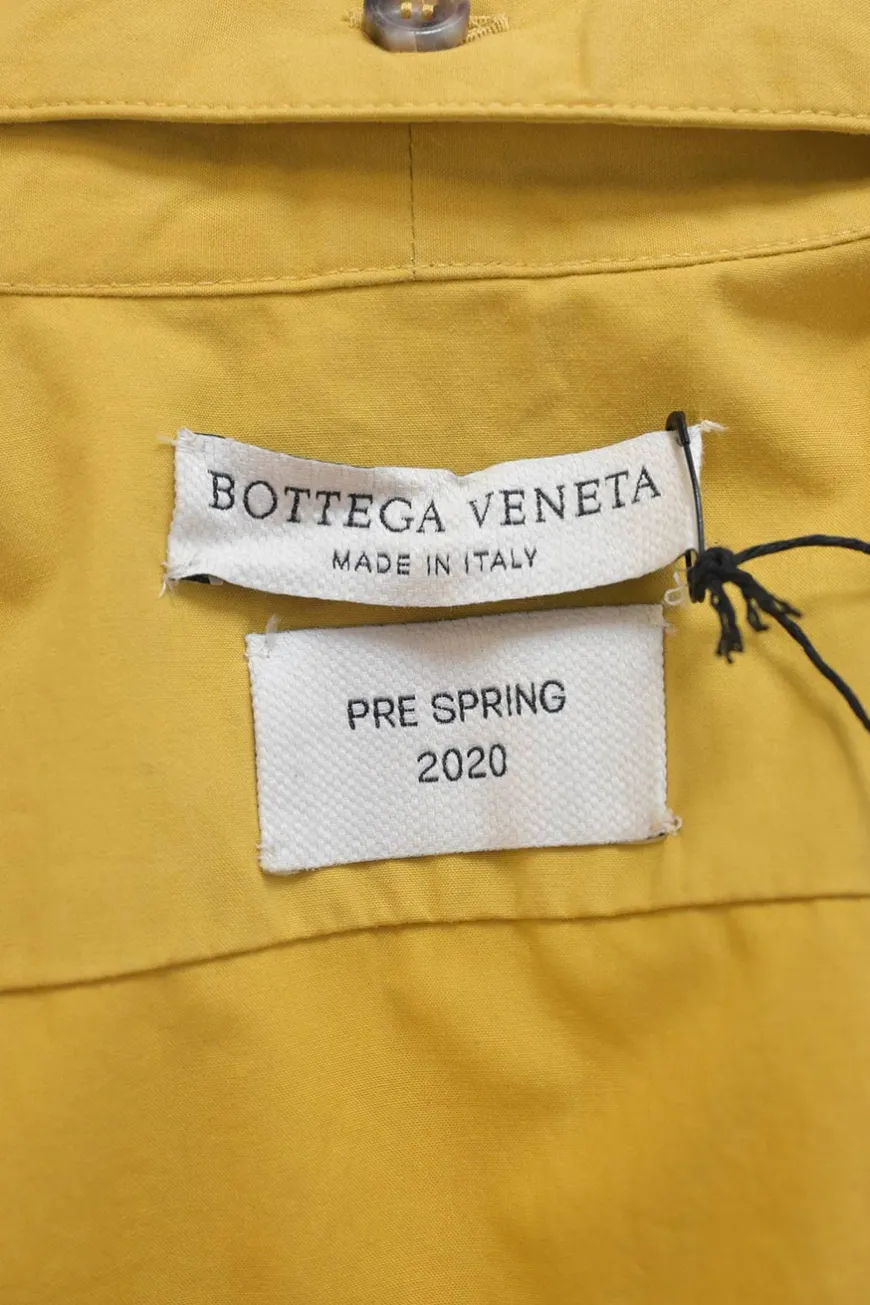 BOTTEGA VENETA
MADE IN ITALY
PRE SPRING
2020